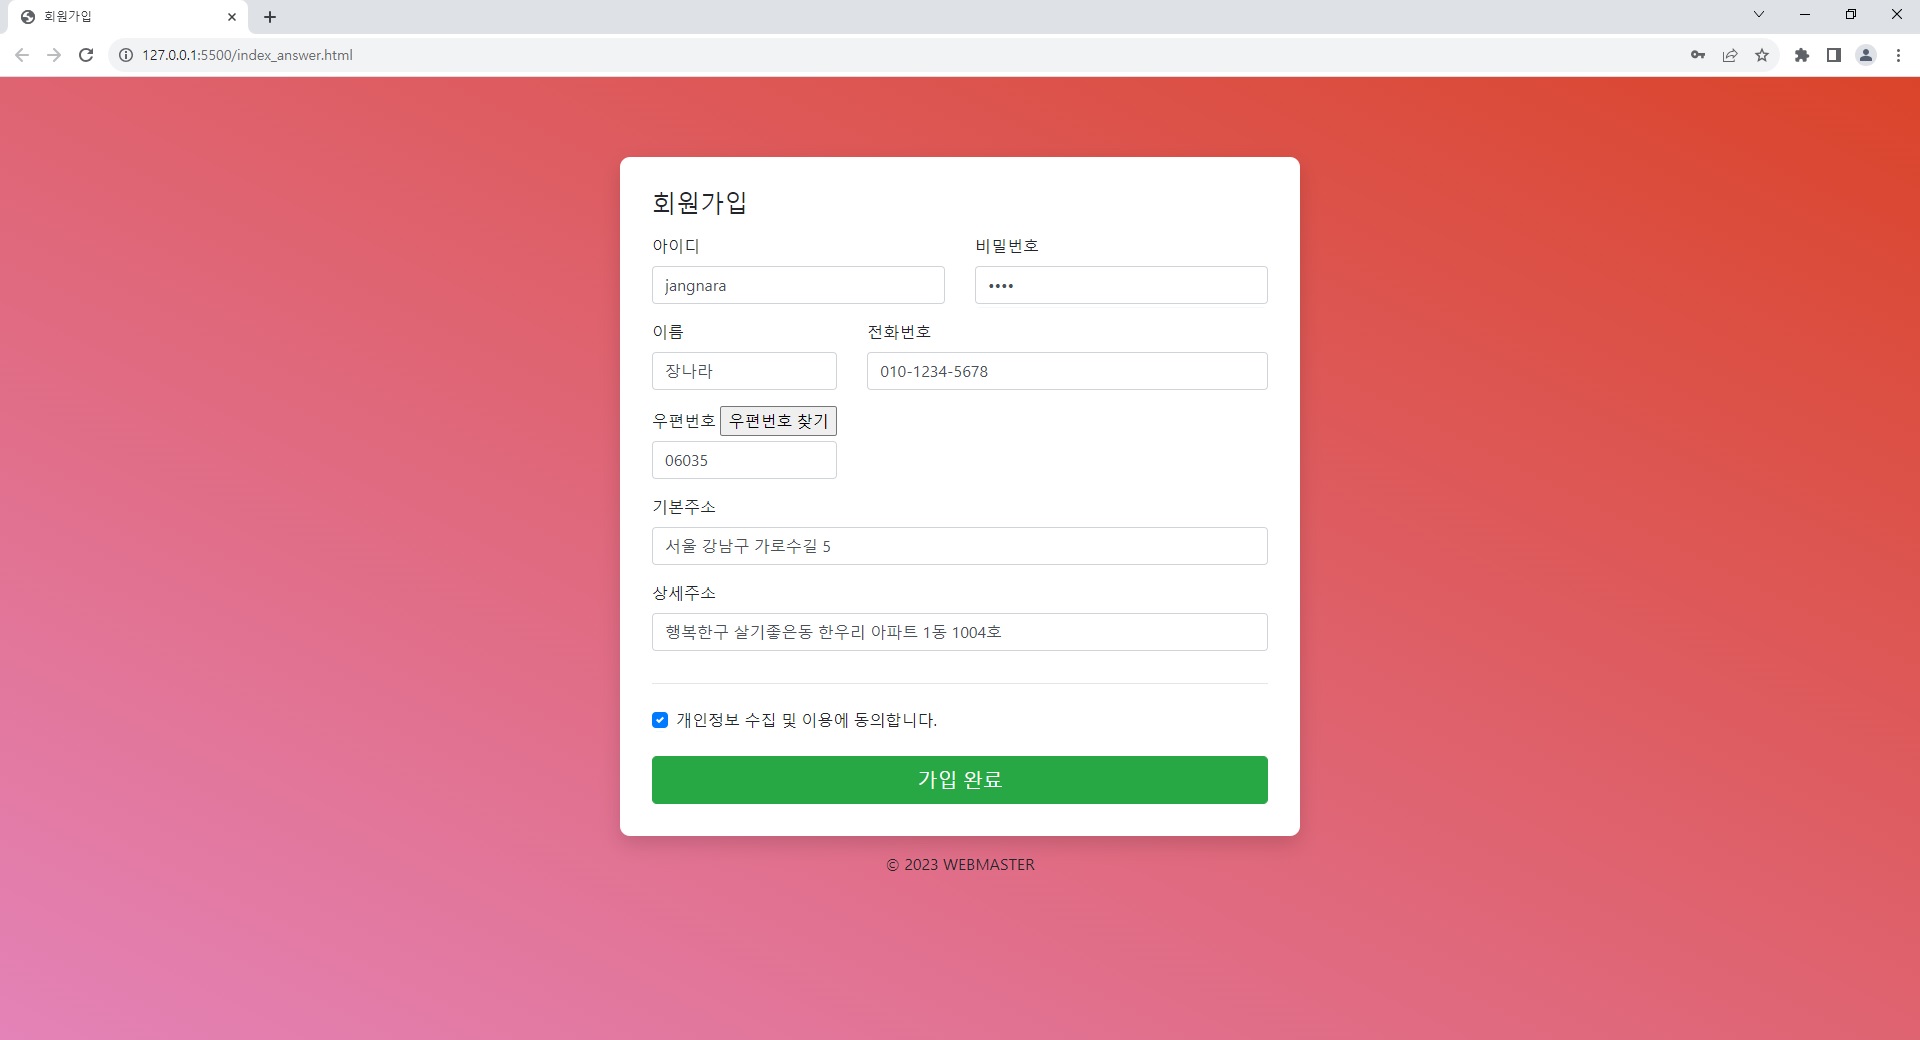 회원가입
127.0.0.1:5500/index_answer.html
회원가입
아이디 비밀번호
jangnara ••••
이름 전화번호
장나라 010-1234-5678
우편번호 우편번호 찾기
06035
기본주소
서울 강남구 가로수길 5
상세주소
행복한구 살기좋은동 한우리 아파트 1동 1004호
개인정보 수집 및 이용에 동의합니다.
가입 완료
© 2023 WEBMASTER